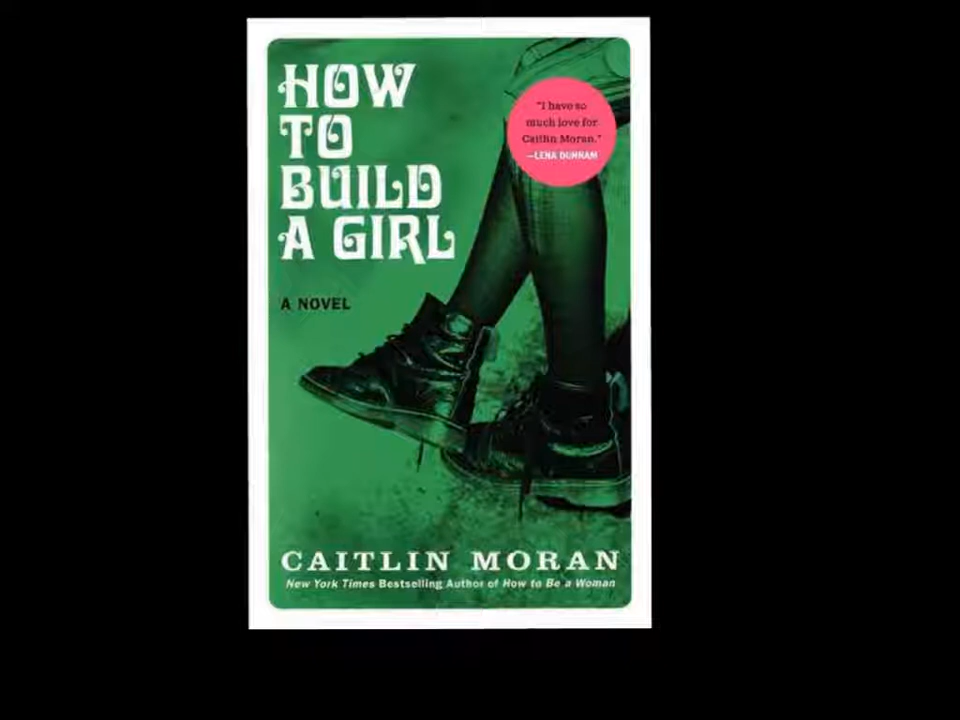 HOW
TO
BUILD
A GIRL
"I have so
much love for
Caitlin Moran."
—LENA DUNHAM
A NOVEL
CAITLIN MORAN
New York Times Bestselling Author of How to Be a Woman